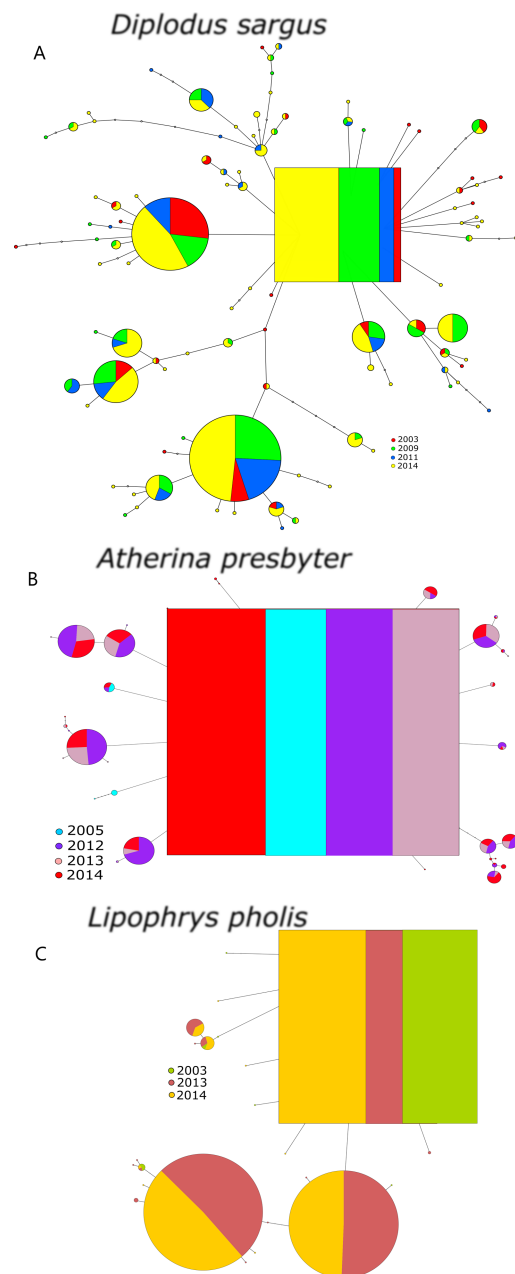 Diplodus sargus
A
2003
2009
2011
2014
Atherina presbyter
B
2005
2012
2013
2014
Lipophrys pholis
C
2003
2013
2014